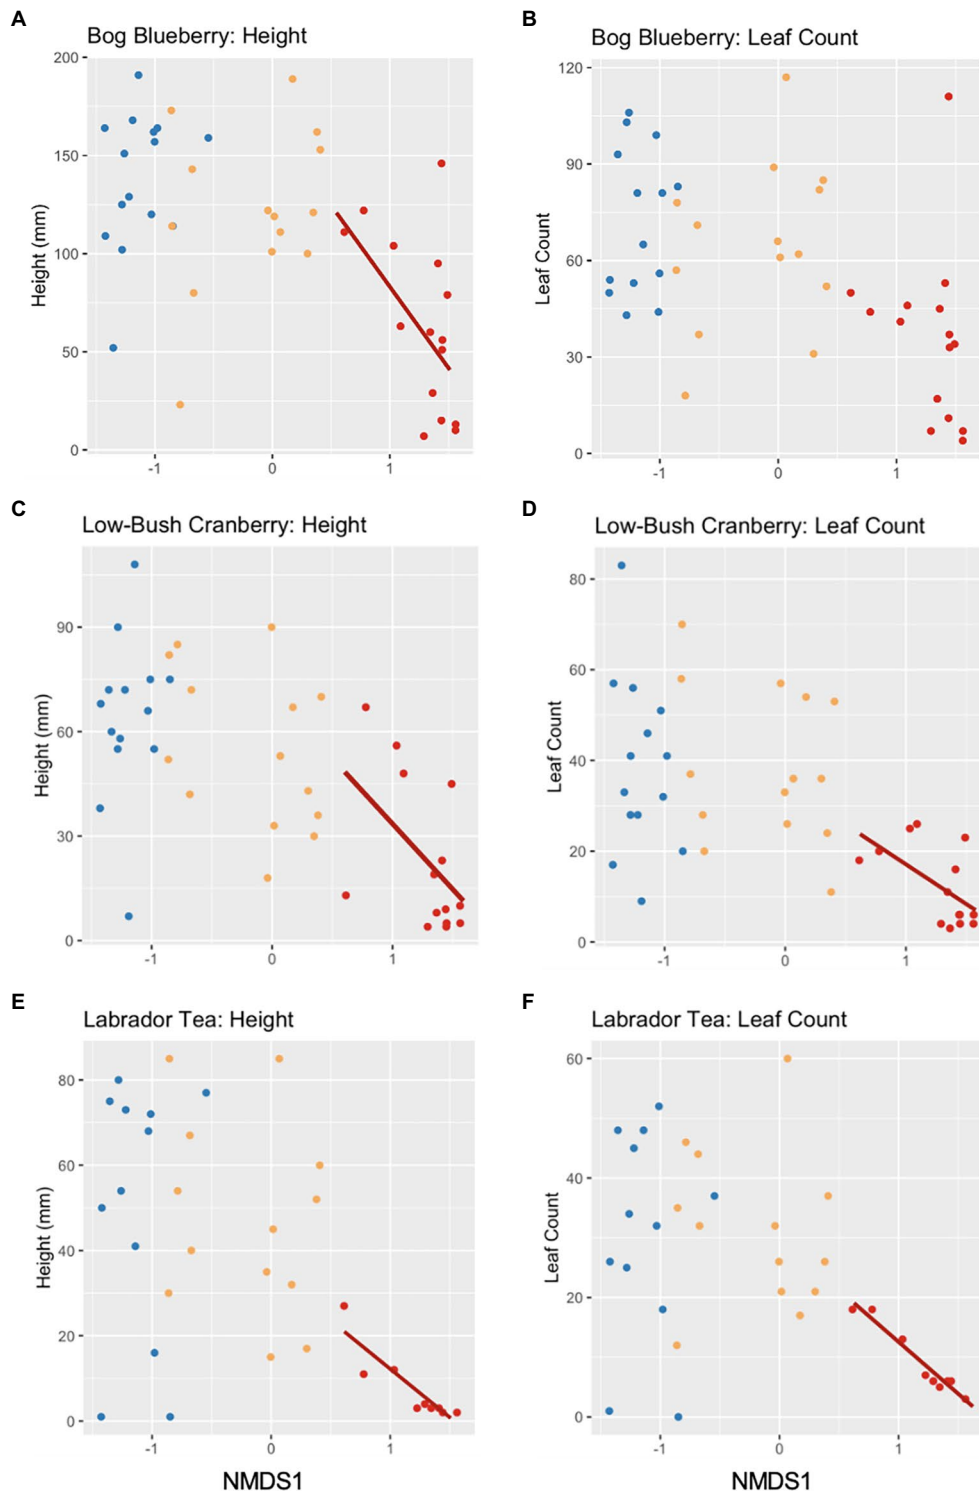 A
Bog Blueberry: Height
200
150
100
50
0
Height (mm)
-1 0 1
B
Bog Blueberry: Leaf Count
120
90
60
30
0
Leaf Count
-1 0 1
C
Low-Bush Cranberry: Height
90
60
30
0
Height (mm)
-1 0 1
D
Low-Bush Cranberry: Leaf Count
80
60
40
20
0
Leaf Count
-1 0 1
E
Labrador Tea: Height
80
60
40
20
0
Height (mm)
-1 0 1
NMDS1
F
Labrador Tea: Leaf Count
60
40
20
0
Leaf Count
-1 0 1
NMDS1